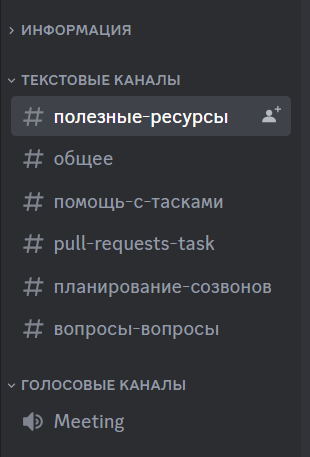 ИНФОРМАЦИЯ
ТЕКСТОВЫЕ КАНАЛЫ
# полезные-ресурсы
# общее
# помощь-с-тасками
# pull-requests-task
# планирование-созвонов
# вопросы-вопросы
ГОЛОСОВЫЕ КАНАЛЫ
Meeting